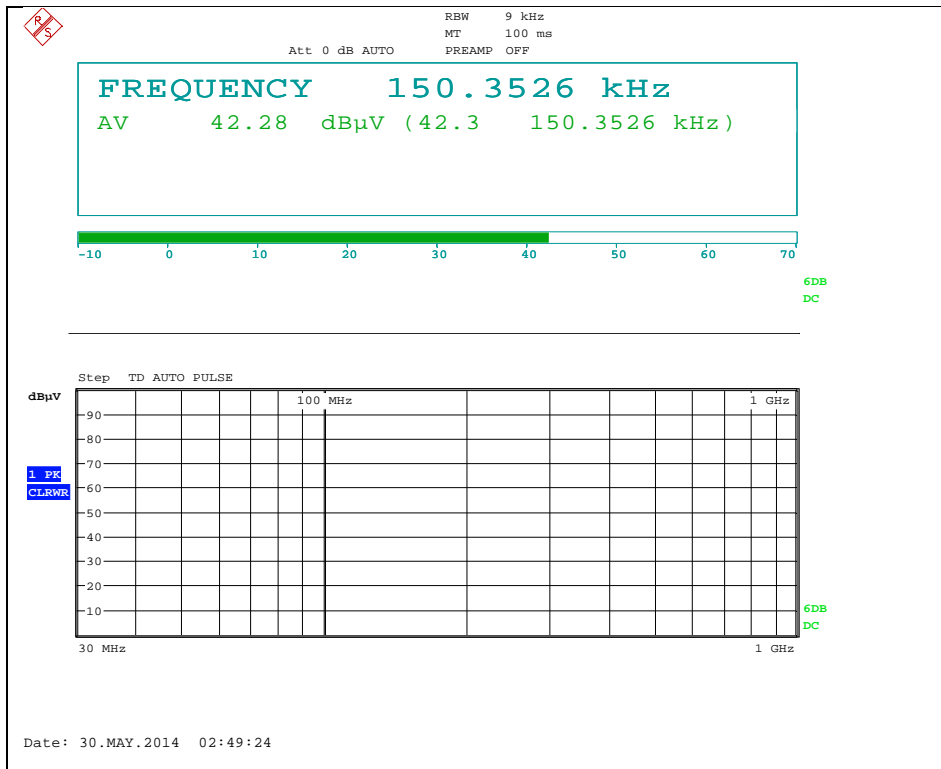 R/S
RBW 9 kHz
MT 100 ms
Att 0 dB AUTO PREAMP OFF
FREQUENCY 150.3526 kHz
AV 42.28 dBµV (42.3 150.3526 kHz)
-10 0 10 20 30 40 50 60 70
6DB
DC
Step TD AUTO PULSE
dBµV
100 MHz 1 GHz
90
80
70
1 PK
60
CLRWR
50
40
30
20
10
6DB
DC
30 MHz 1 GHz
Date: 30.MAY.2014 02:49:24